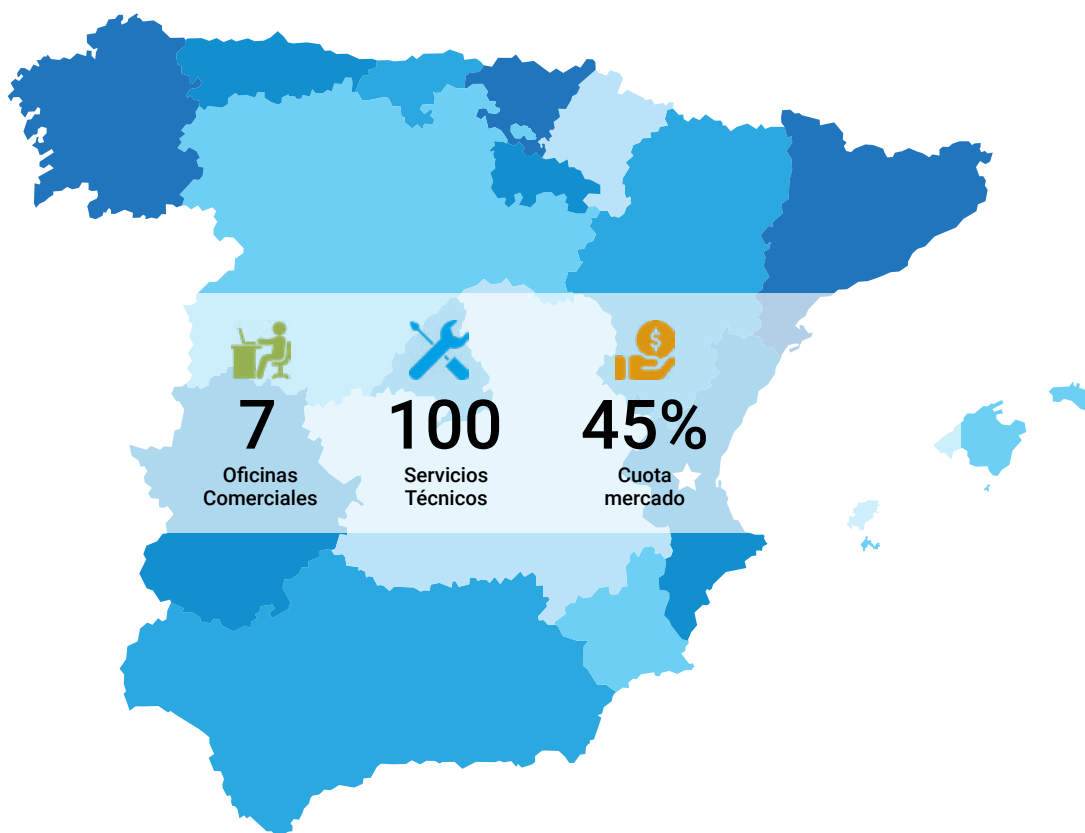 7
Oficinas
Comerciales
100
Servicios
Técnicos
45%
Cuota
mercado